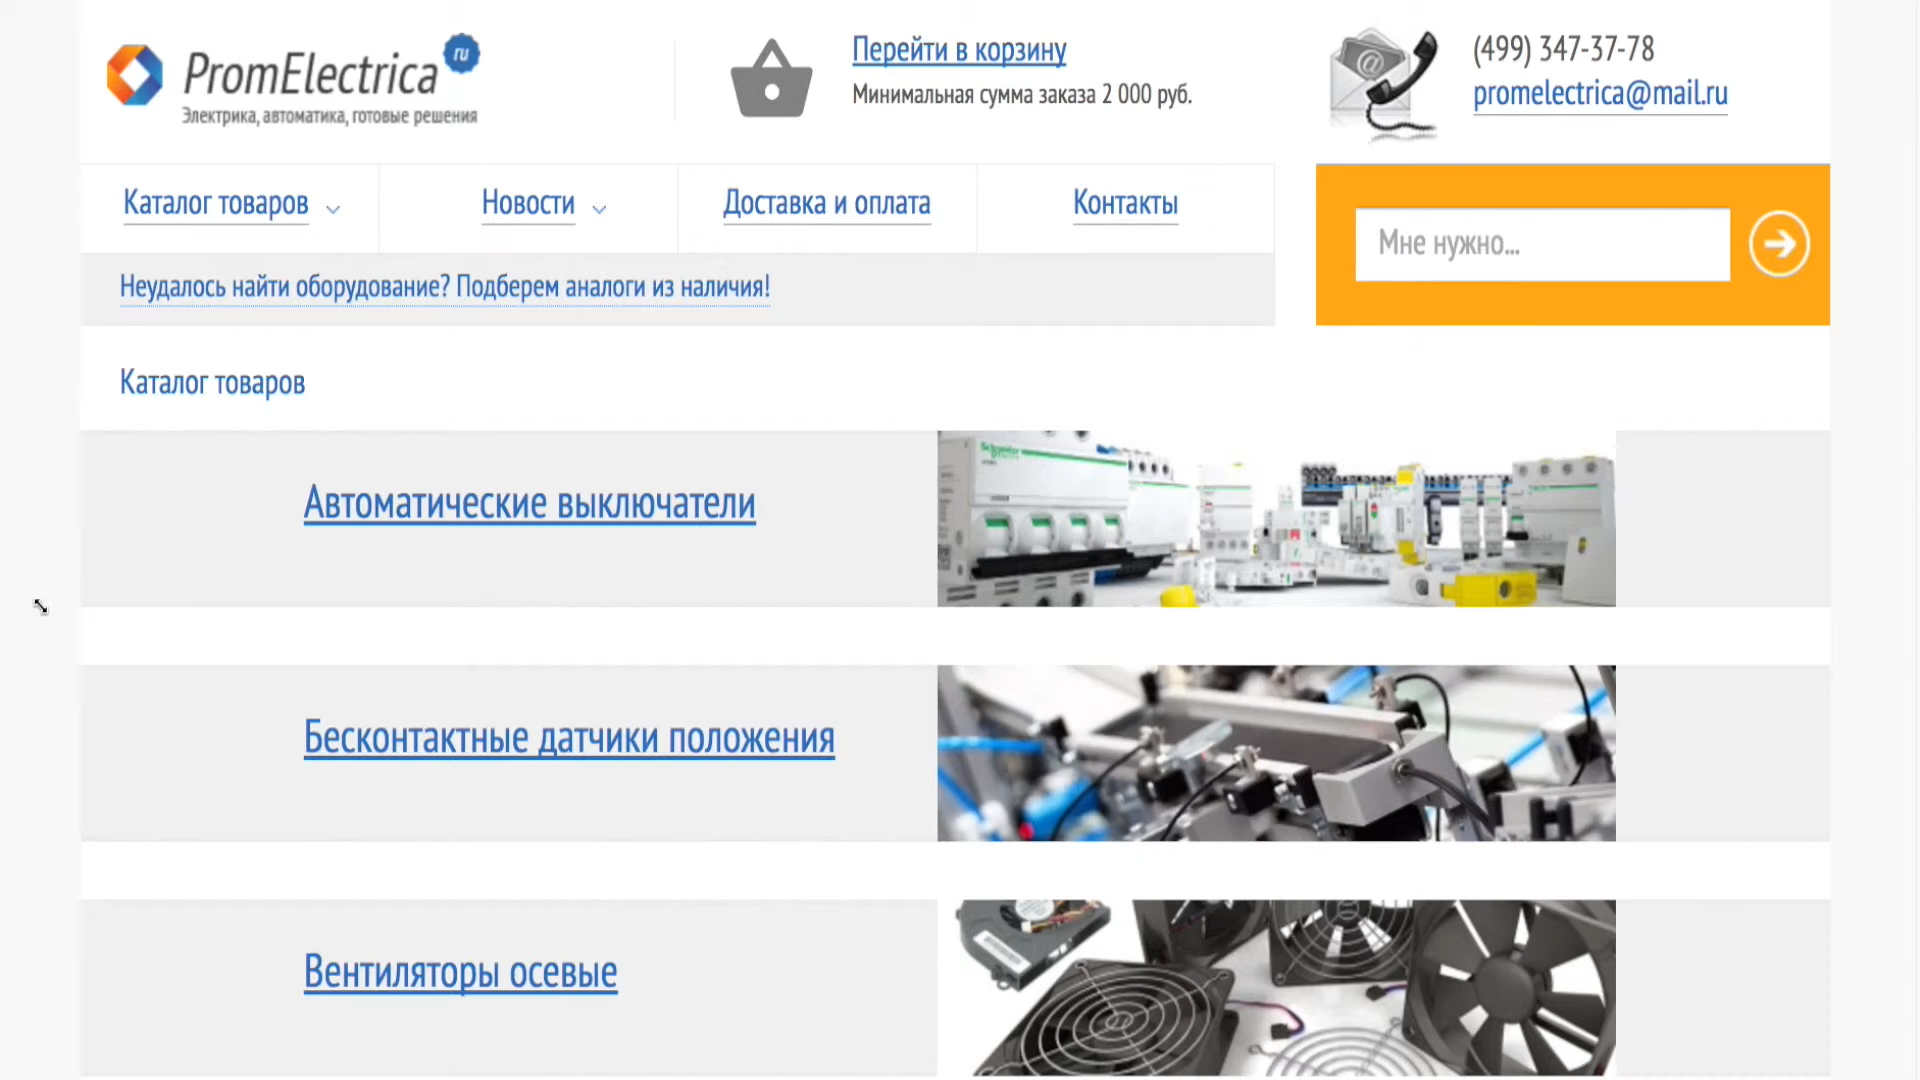 PromElectrica
ru
Электрика, автоматика, готовые решения
Перейти в корзину
Минимальная сумма заказа 2 000 руб.
(499) 347-37-78
promelectrica@mail.ru
Каталог товаров
Новости
Доставка и оплата
Контакты
Мне нужно...
Неудалось найти оборудование? Подберем аналоги из наличия!
Каталог товаров
Автоматические выключатели
Schneider
Бесконтактные датчики положения
Вентиляторы осевые